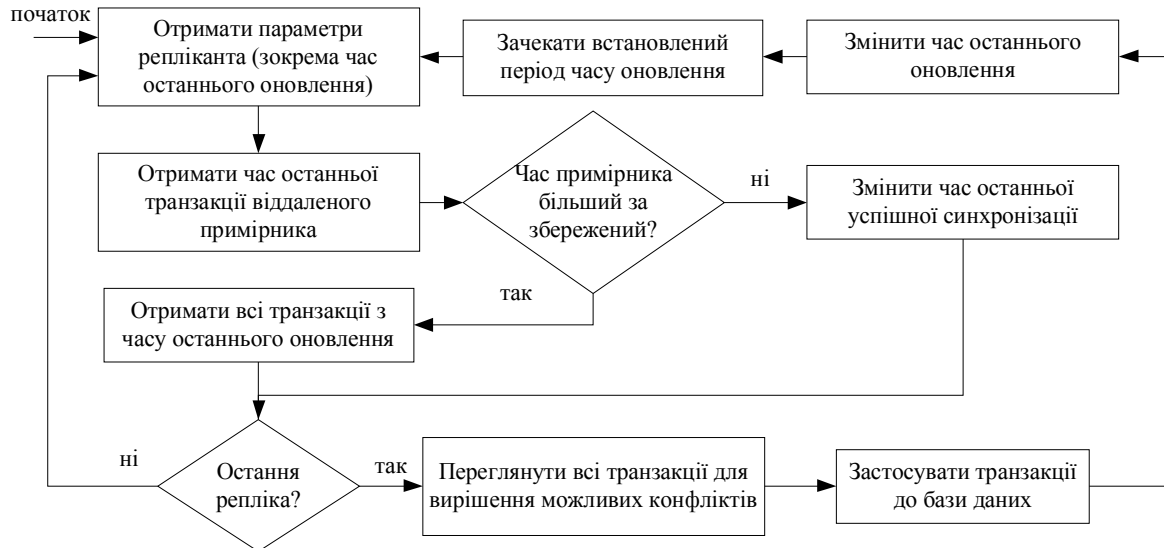 початок
Отримати параметри
репліканта (зокрема час
останнього оновлення)
Зачекати встановлений
період часу оновлення
Змінити час останнього
оновлення
Отримати час останньої
транзакції віддаленого
примірника
Час примірника
більший за
збережений?
ні
Змінити час останньої
успішної синхронізації
так
Отримати всі транзакції з
часу останнього оновлення
ні
Остання
репліка?
так
Переглянути всі транзакції для
вирішення можливих конфліктів
Застосувати транзакції
до бази даних